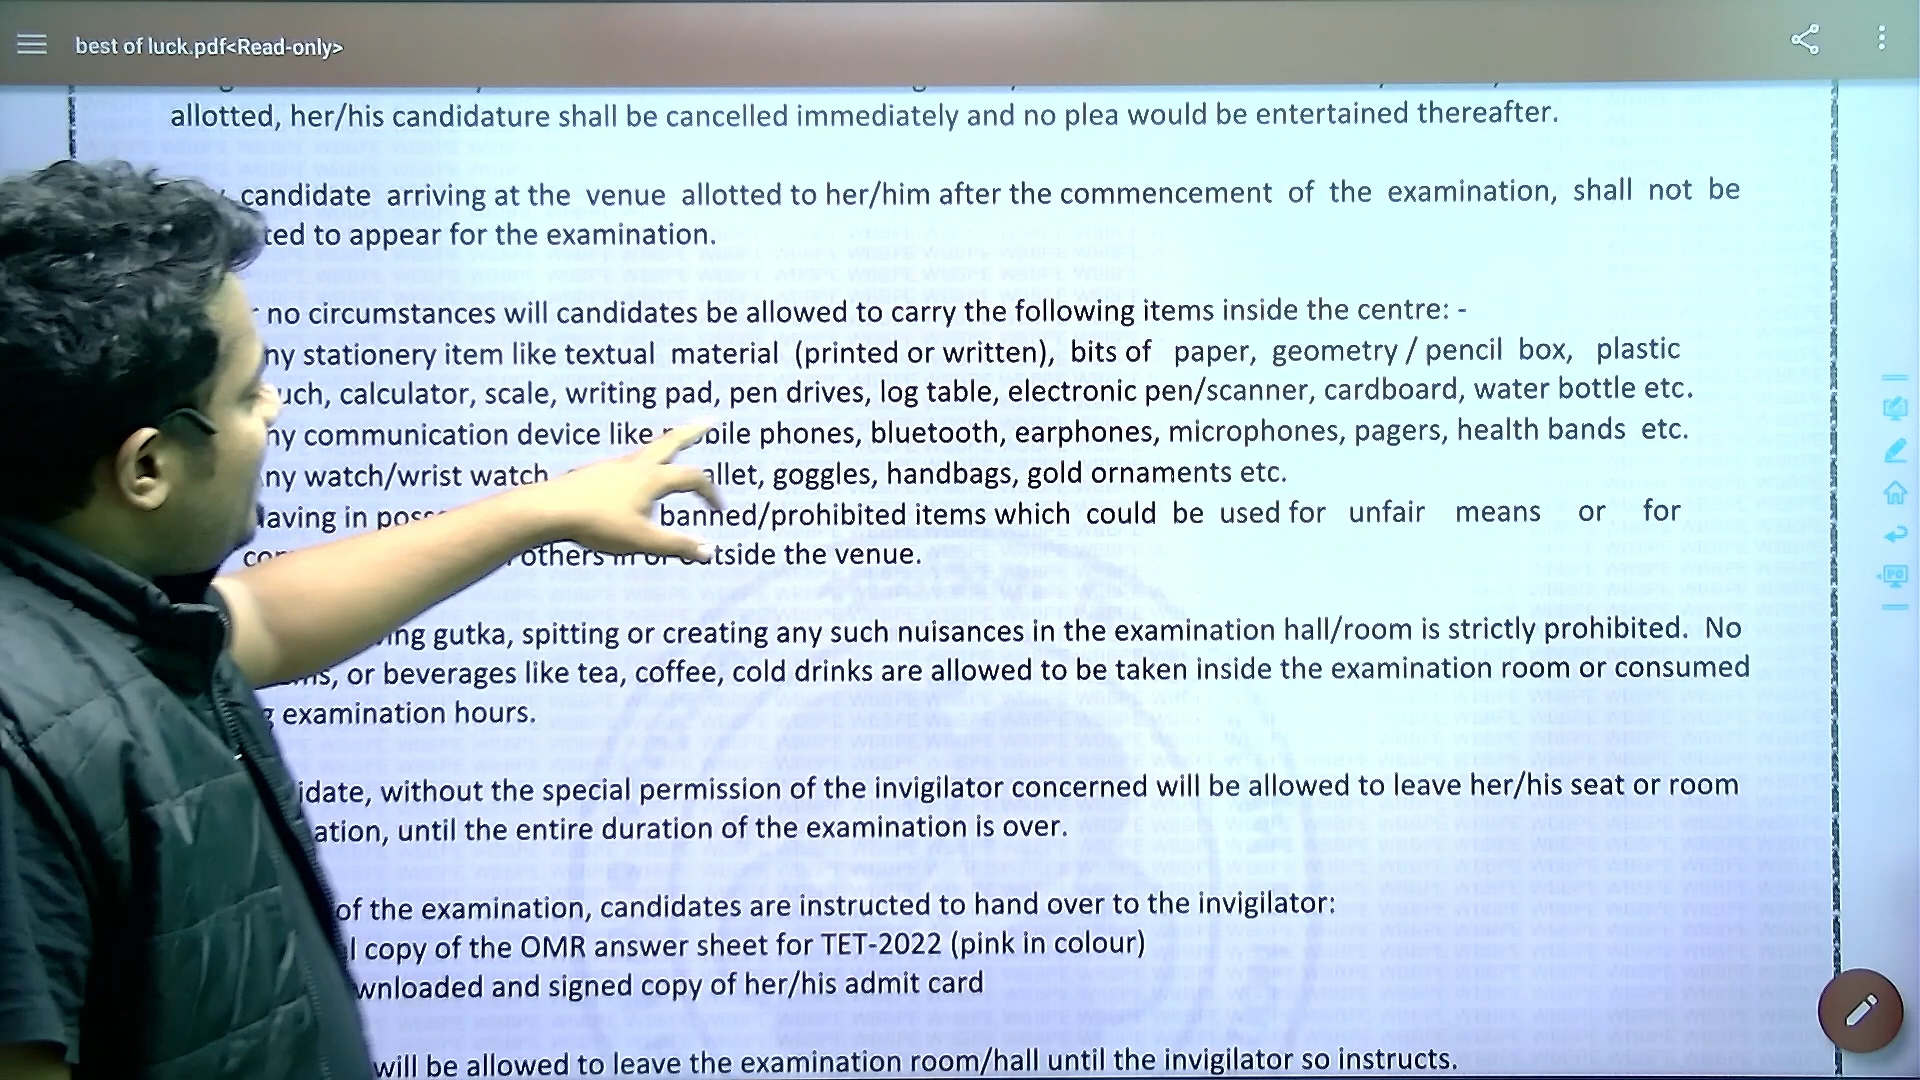 best of luck.pdf<Read-only>
allotted, her/his candidature shall be cancelled immediately and no plea would be entertained thereafter.
candidate arriving at the venue allotted to her/him after the commencement of the examination, shall not be
ted to appear for the examination.
no circumstances will candidates be allowed to carry the following items inside the centre: -
ny stationery item like textual material (printed or written), bits of paper, geometry / pencil box, plastic
uch, calculator, scale, writing pad, pen drives, log table, electronic pen/scanner, cardboard, water bottle etc.
ny communication device like bile phones, bluetooth, earphones, microphones, pagers, health bands etc.
ny watch/wrist watch allet, goggles, handbags, gold ornaments etc.
aving in poss banned/prohibited items which could be used for unfair means or for
co others in or outside the venue.
ing gutka, spitting or creating any such nuisances in the examination hall/room is strictly prohibited. No
ms, or beverages like tea, coffee, cold drinks are allowed to be taken inside the examination room or consumed
g examination hours.
idate, without the special permission of the invigilator concerned will be allowed to leave her/his seat or room
ation, until the entire duration of the examination is over.
of the examination, candidates are instructed to hand over to the invigilator:
l copy of the OMR answer sheet for TET-2022 (pink in colour)
wnloaded and signed copy of her/his admit card
will be allowed to leave the examination room/hall until the invigilator so instructs.